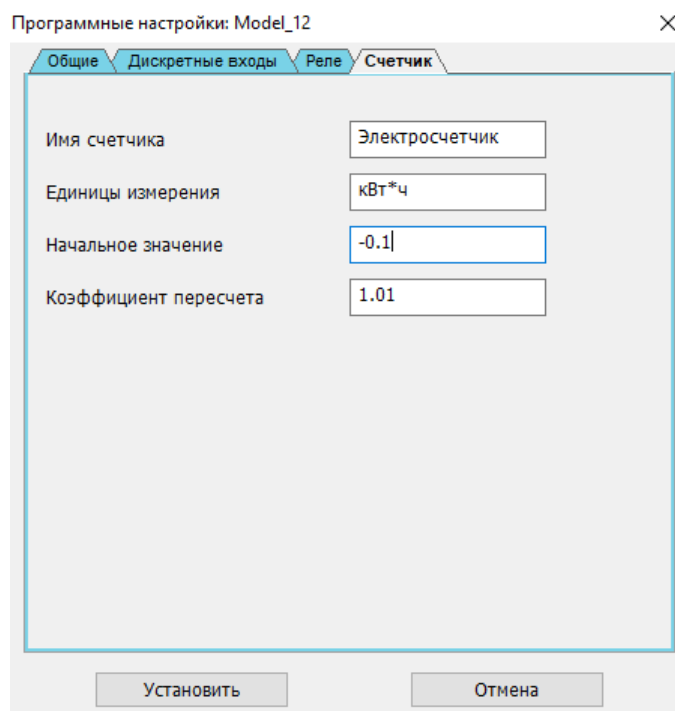 Программные настройки: Model_12
Общие Дискретные входы Реле Счетчик
Имя счетчика Электросчетчик
Единицы измерения кВт*ч
Начальное значение -0.1
Коэффициент пересчета 1.01
Установить Отмена